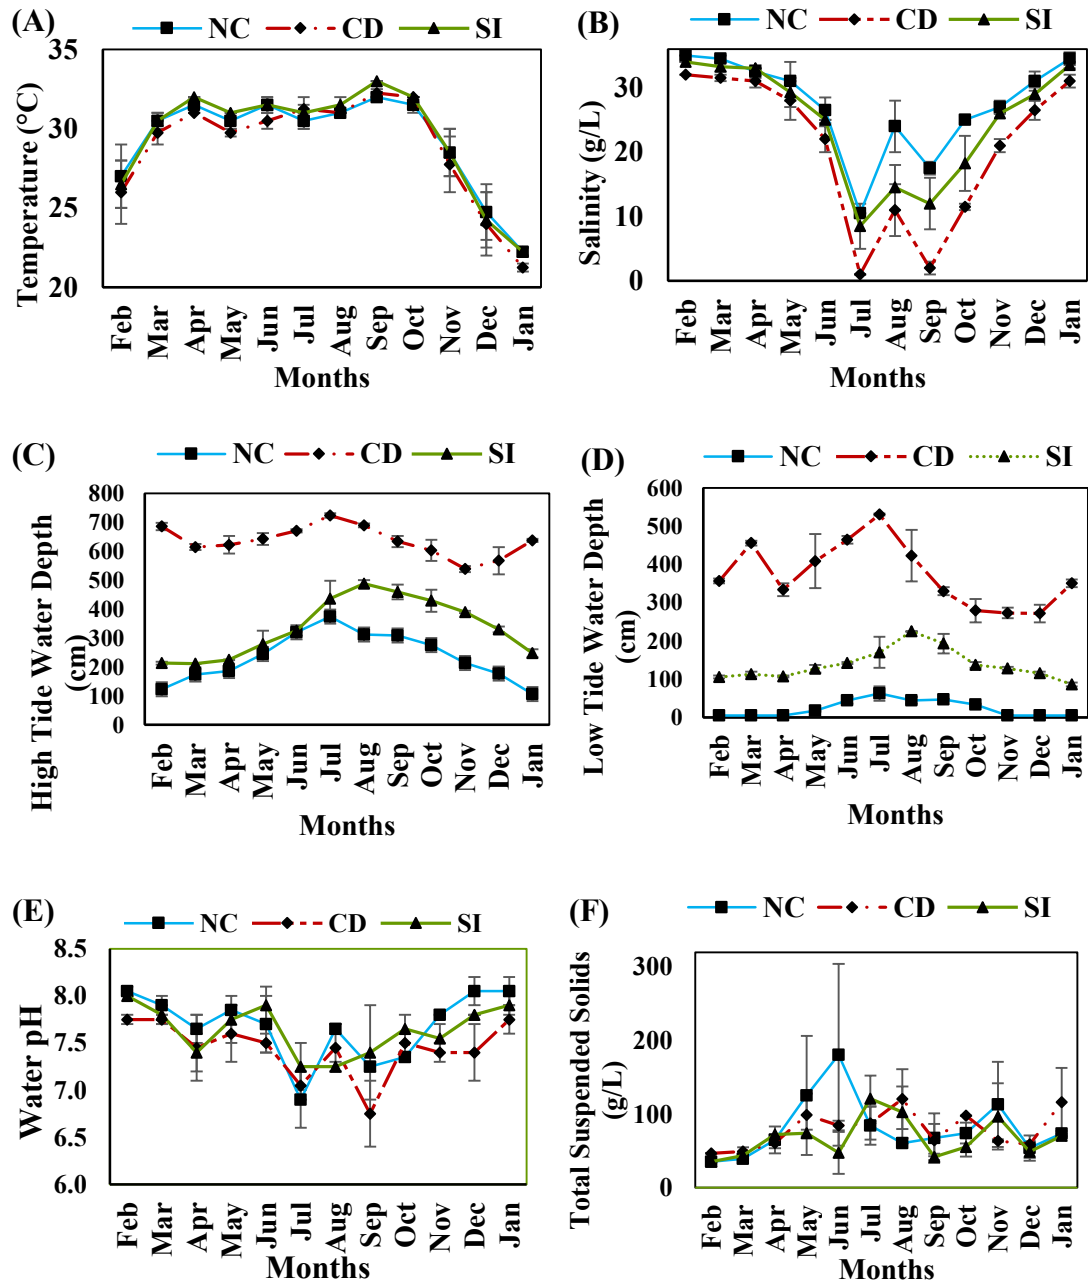 (A)
NC CD SI
Temperature (°C)
35
30
25
20
Feb Mar Apr May Jun Jul Aug Sep Oct Nov Dec Jan
Months
(B)
NC CD SI
Salinity (g/L)
30
20
10
0
Feb Mar Apr May Jun Jul Aug Sep Oct Nov Dec Jan
Months
(C)
NC CD SI
High Tide Water Depth
(cm)
800
700
600
500
400
300
200
100
0
Feb Mar Apr May Jun Jul Aug Sep Oct Nov Dec Jan
Months
(D)
NC CD SI
Low Tide Water Depth
(cm)
600
500
400
300
200
100
0
Feb Mar Apr May Jun Jul Aug Sep Oct Nov Dec Jan
Months
(E)
NC CD SI
Water pH
8.5
8.0
7.5
7.0
6.5
6.0
Feb Mar Apr May Jun Jul Aug Sep Oct Nov Dec Jan
Months
(F)
NC CD SI
Total Suspended Solids
(g/L)
300
200
100
0
Feb Mar Apr May Jun Jul Aug Sep Oct Nov Dec Jan
Months